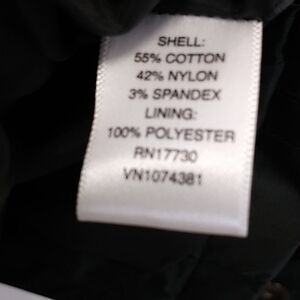 SHELL:
55% COTTON
42% NYLON
3% SPANDEX
LINING:
100% POLYESTER
RN17730
VN1074381